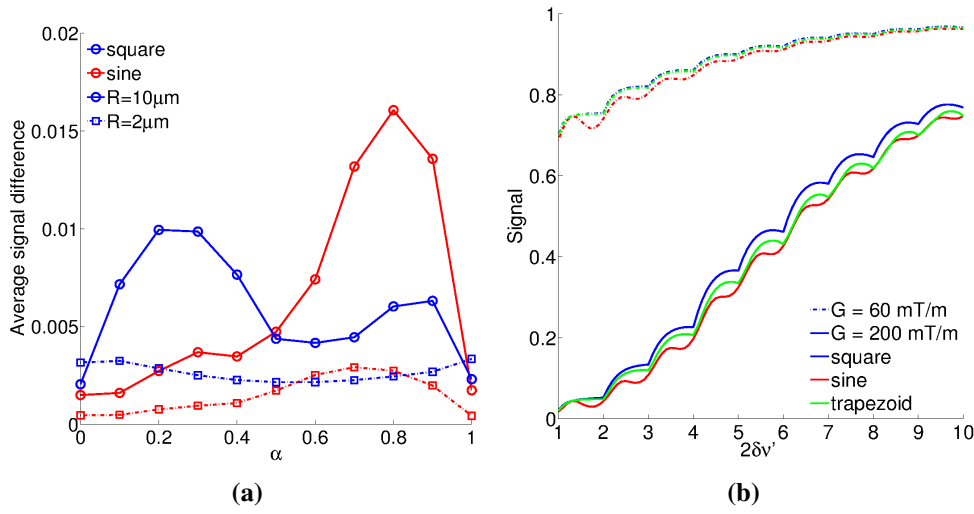 0.02
0.015
0.01
0.005
0
Average signal difference
square
sine
R=10μm
R=2μm
0 0.2 0.4 0.6 0.8 1
α
(a)
1
0.8
0.6
0.4
0.2
0
Signal
G = 60 mT/m
G = 200 mT/m
square
sine
trapezoid
1 2 3 4 5 6 7 8 9 10
2δν'
(b)